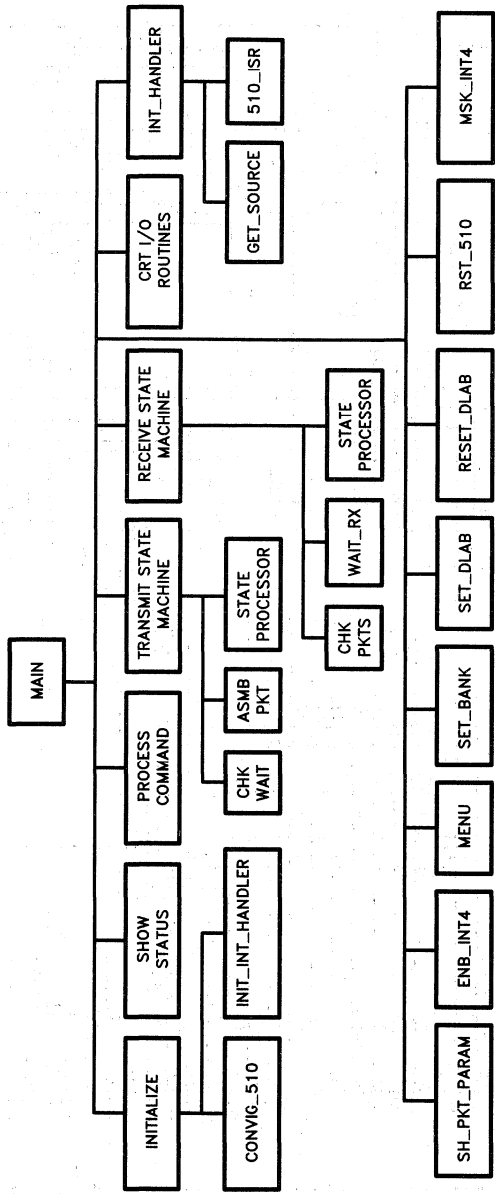 MAIN
INITIALIZE
SHOW
STATUS
PROCESS
COMMAND
TRANSMIT STATE
MACHINE
RECEIVE STATE
MACHINE
CRT I/O
ROUTINES
INT_HANDLER
CONVIG_510
INIT_INT_HANDLER
CHK
WAIT
ASMB
PKT
STATE
PROCESSOR
GET_SOURCE
510_ISR
CHK
PKTS
WAIT_RX
STATE
PROCESSOR
SH_PKT_PARAM
ENB_INT4
MENU
SET_BANK
SET_DLAB
RESET_DLAB
RST_510
MSK_INT4